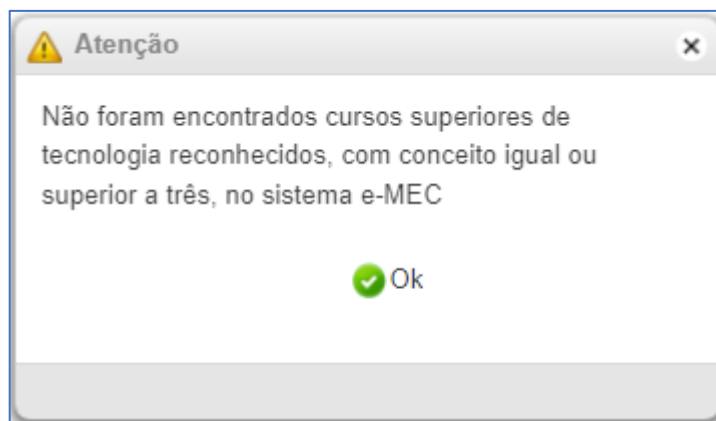 Atenção
Não foram encontrados cursos superiores de
tecnologia reconhecidos, com conceito igual ou
superior a três, no sistema e-MEC
Ok